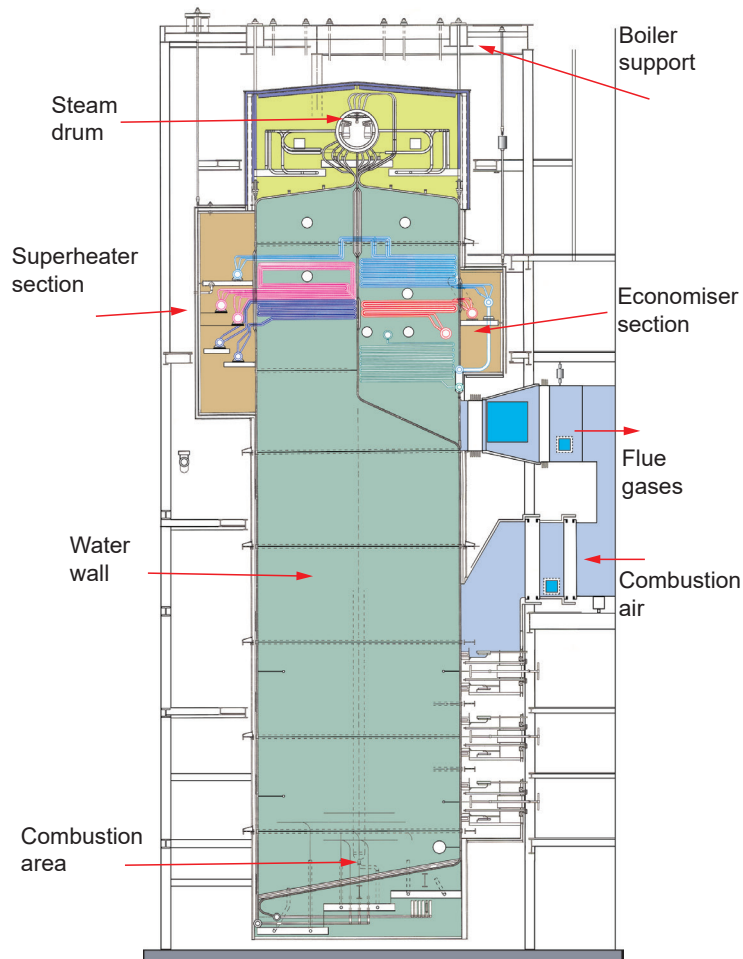 Boiler
support
Steam
drum
Superheater
section
Economiser
section
Flue
gases
Water
wall
Combustion
air
Combustion
area